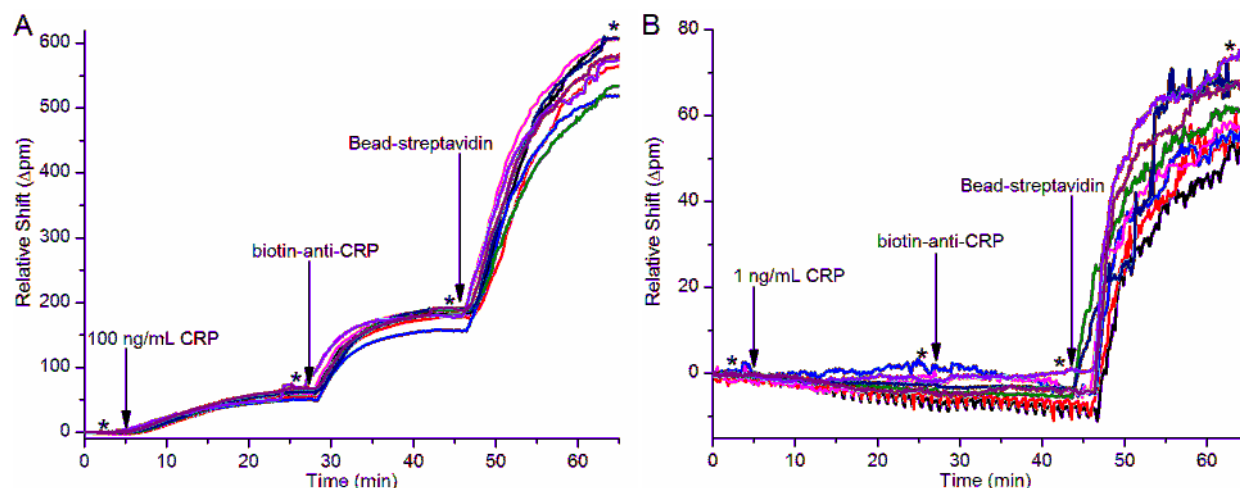 A
Relative Shift (Δpm)
600
500
400
300
200
100
0
Bead-streptavidin
biotin-anti-CRP
100 ng/mL CRP
*
*
*
*
0 10 20 30 40 50 60
Time (min)
B
Relative Shift (Δpm)
80
60
40
20
0
Bead-streptavidin
biotin-anti-CRP
1 ng/mL CRP
*
*
*
*
0 10 20 30 40 50 60
Time (min)